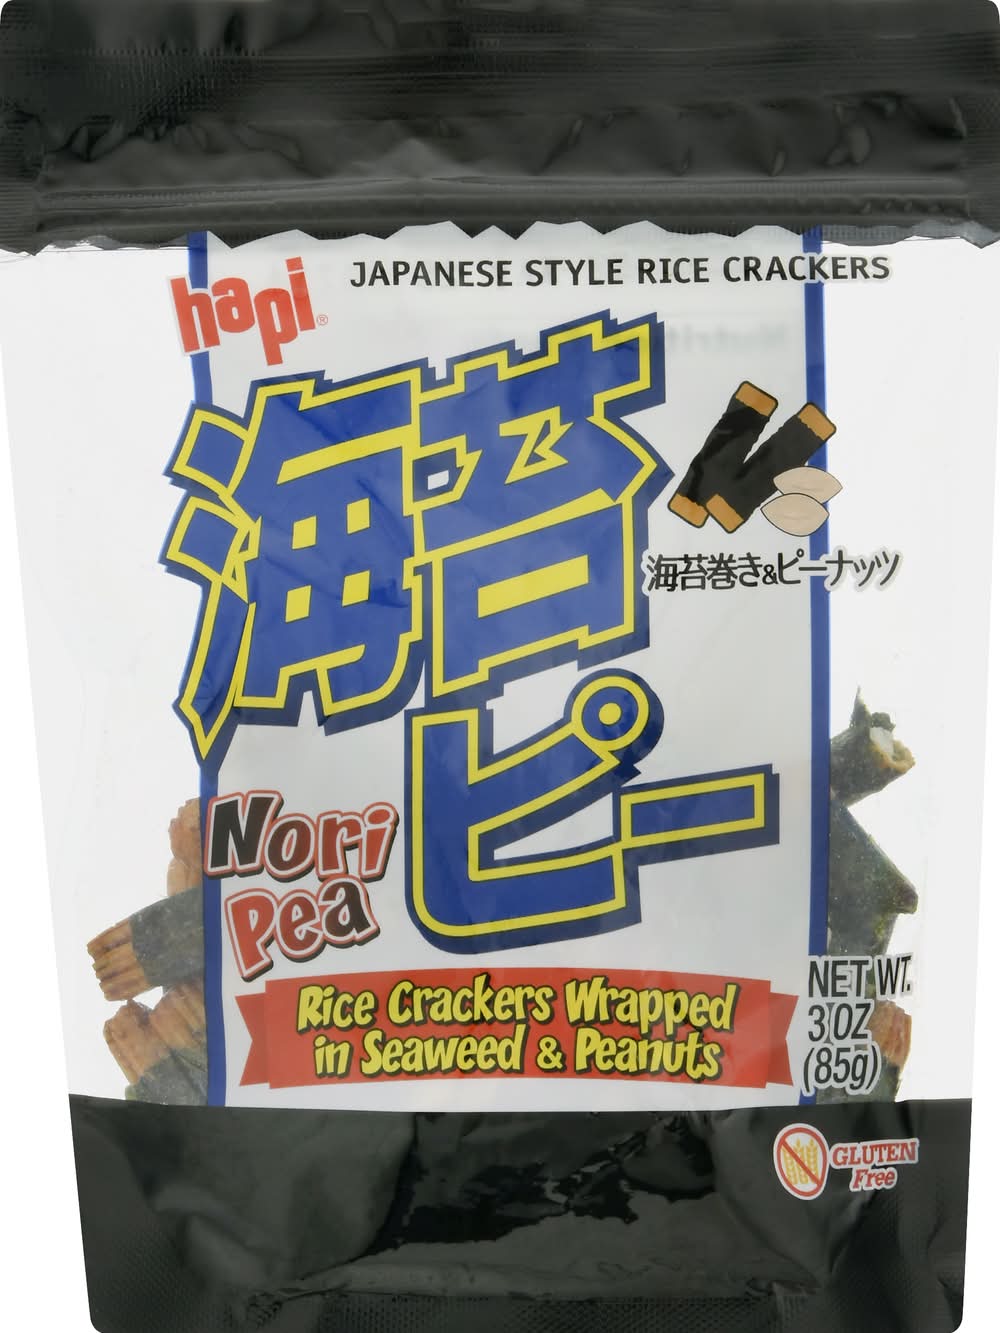 hapi®
JAPANESE STYLE RICE CRACKERS
海苔
ピー
海苔巻き&ピーナッツ
Nori
Pea
Rice Crackers Wrapped
in Seaweed & Peanuts
NET WT.
3 OZ
(85g)
GLUTEN
Free